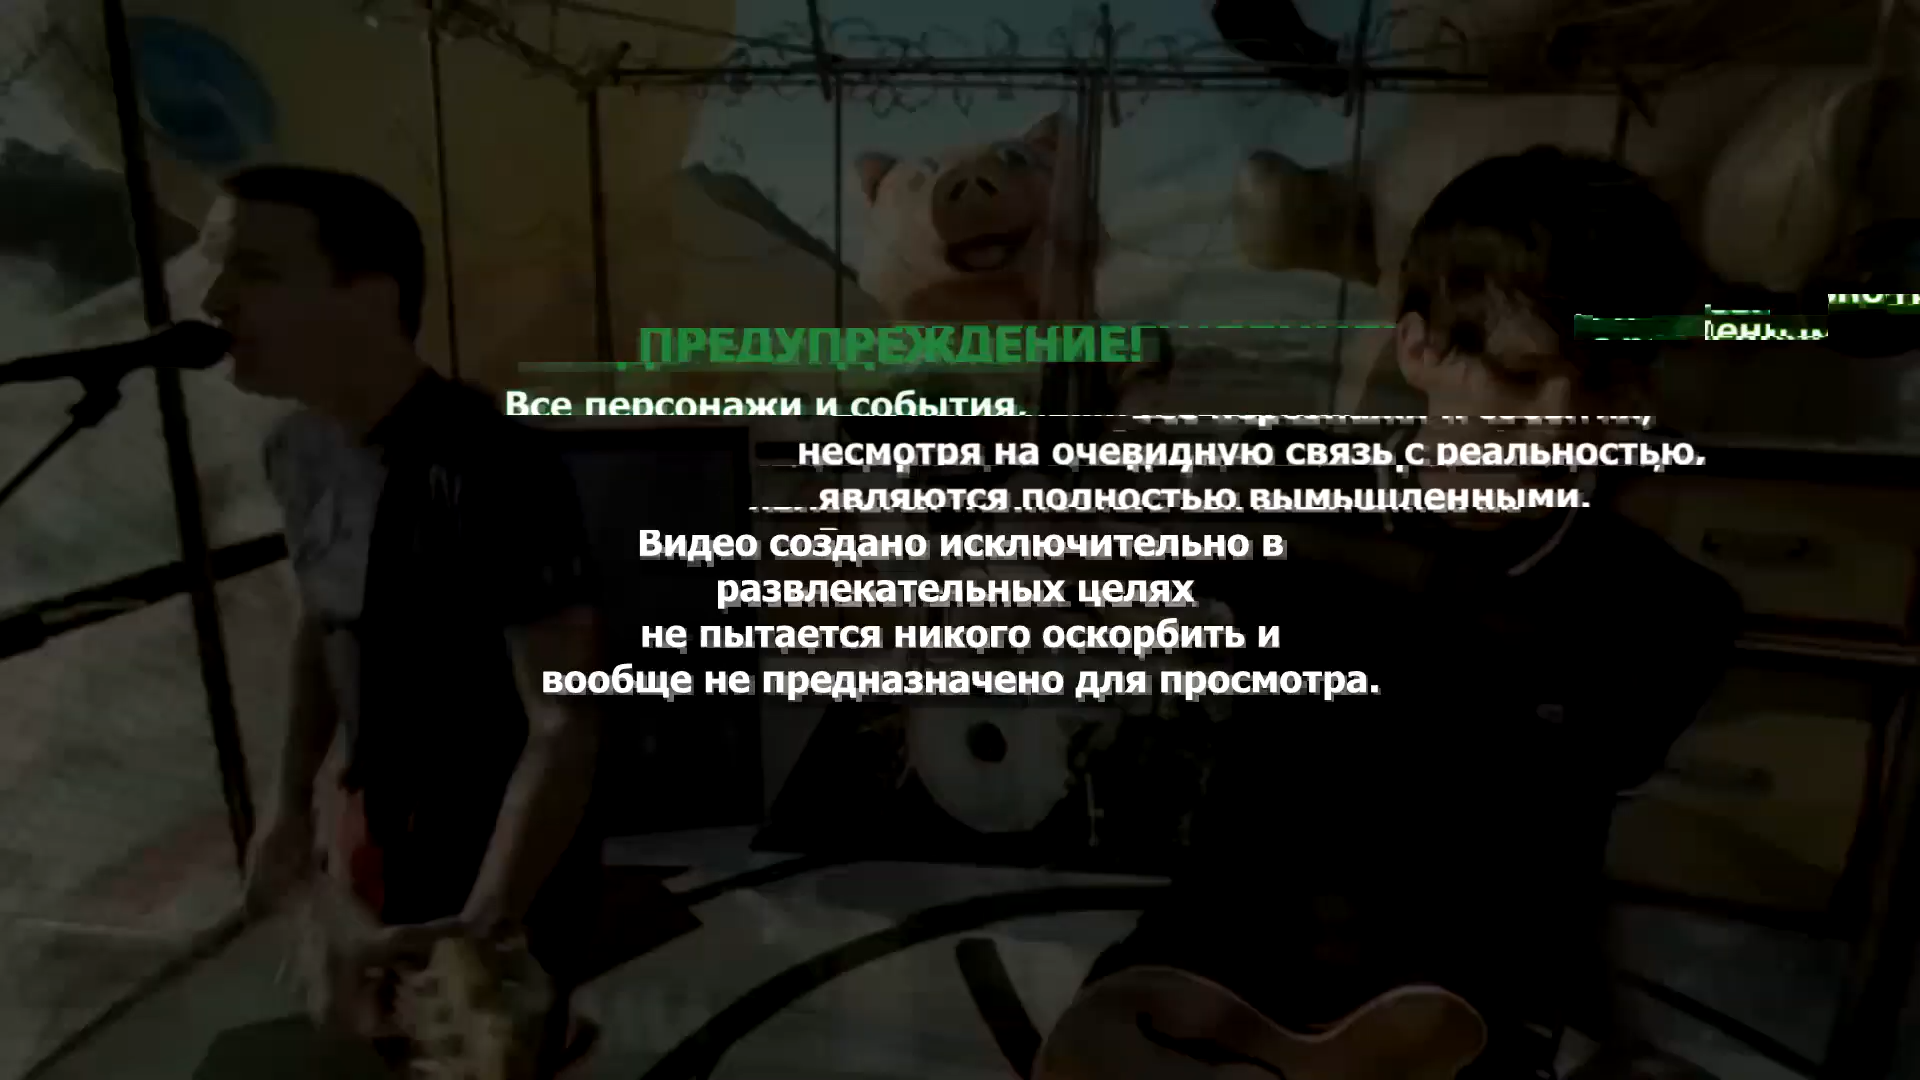 ПРЕДУПРЕЖДЕНИЕ!
Все персонажи и события,
несмотря на очевидную связь с реальностью,
являются полностью вымышленными.
Видео создано исключительно в
развлекательных целях
не пытается никого оскорбить и
вообще не предназначено для просмотра.